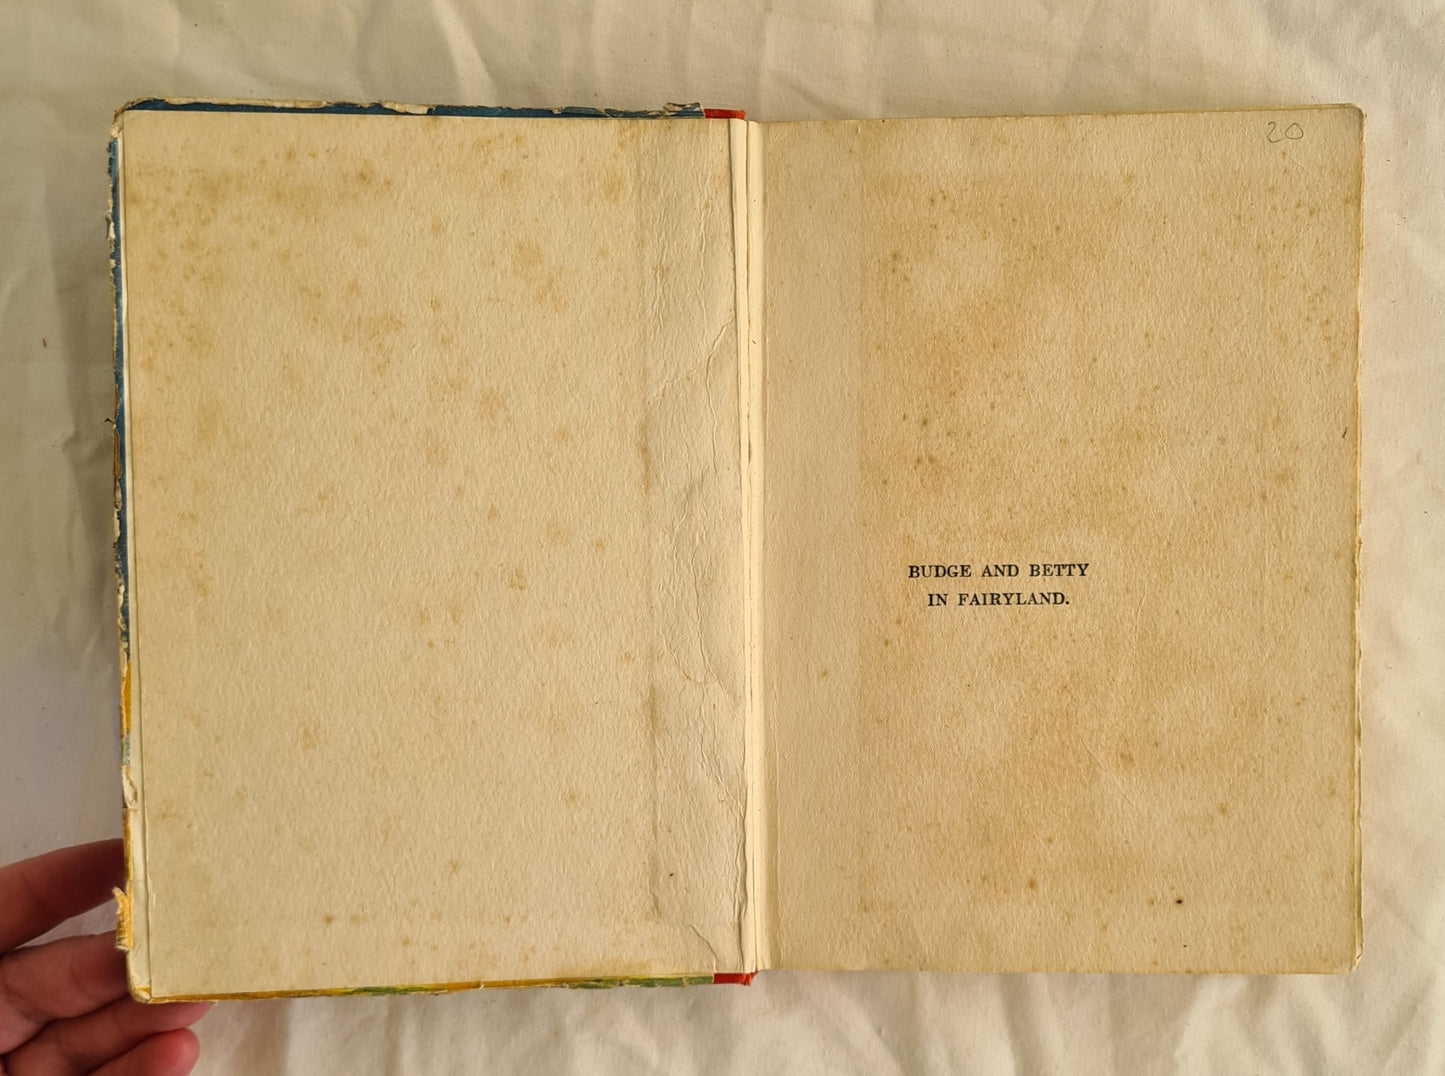 20
BUDGE AND BETTY
IN FAIRYLAND.